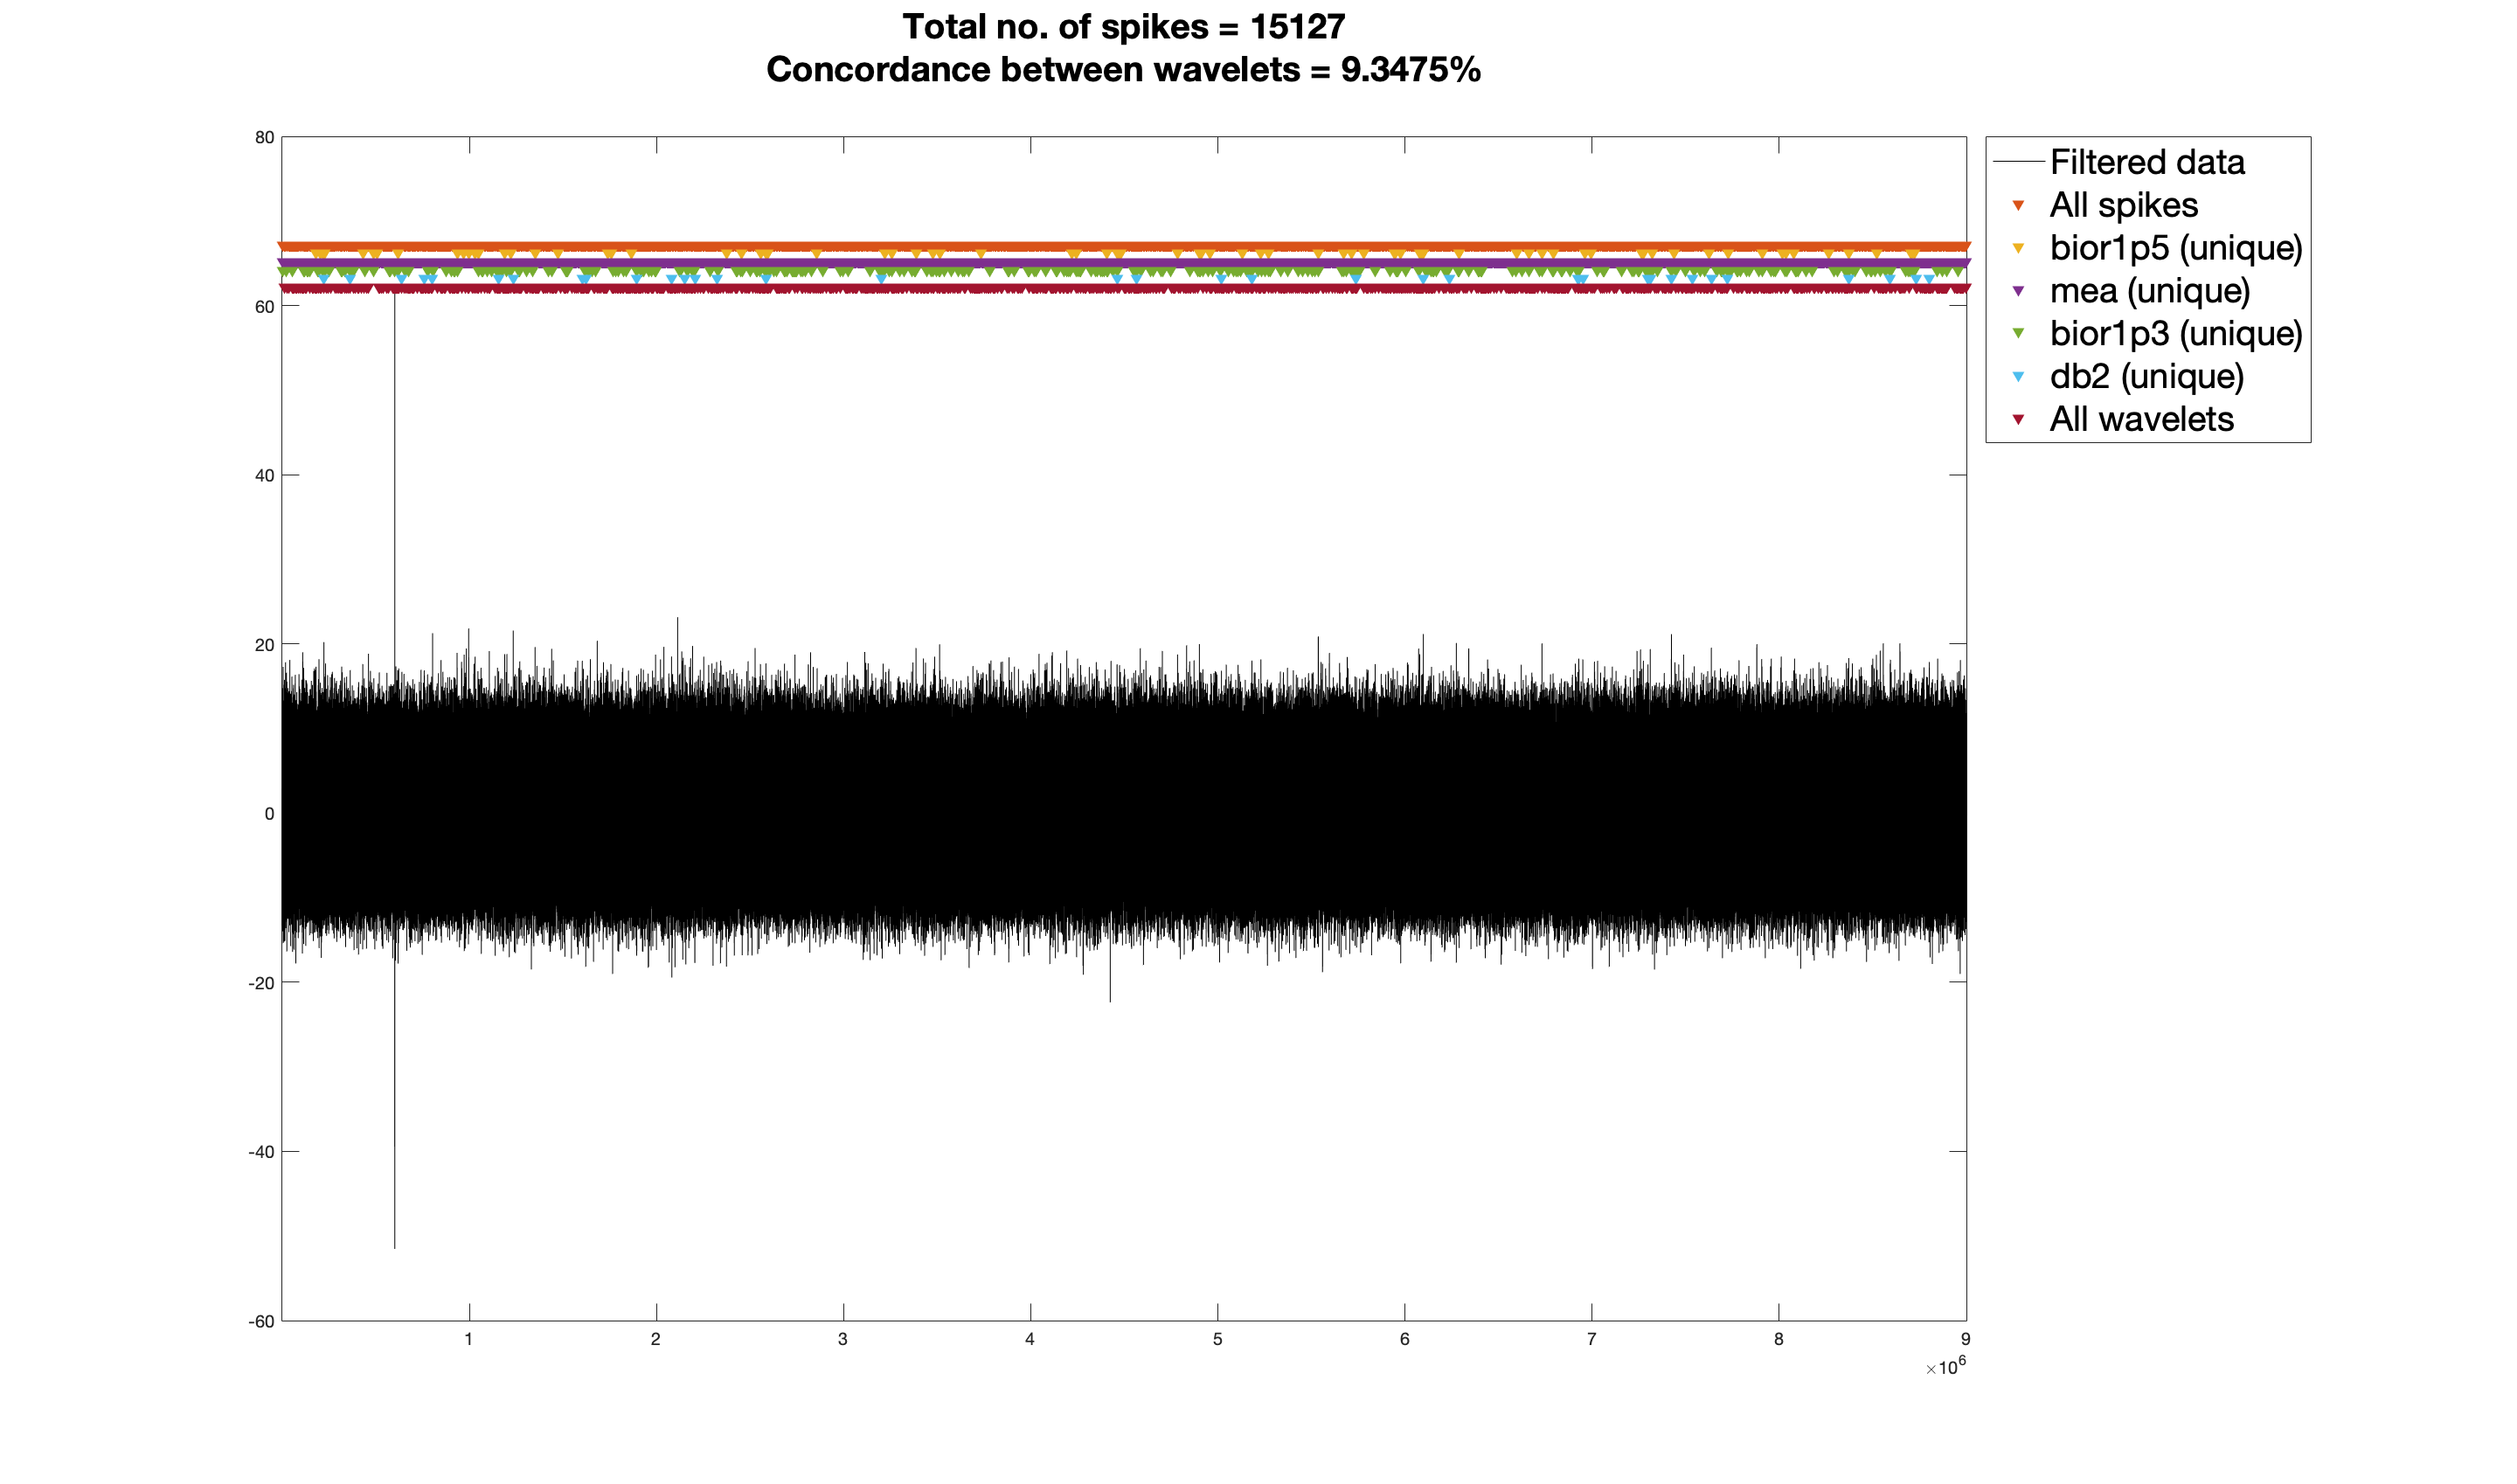 Total no. of spikes = 15127
Concordance between wavelets = 9.3475%
80
60
40
20
0
-20
-40
-60
1 2 3 4 5 6 7 8 9
×10^6
Filtered data
All spikes
bior1p5 (unique)
mea (unique)
bior1p3 (unique)
db2 (unique)
All wavelets